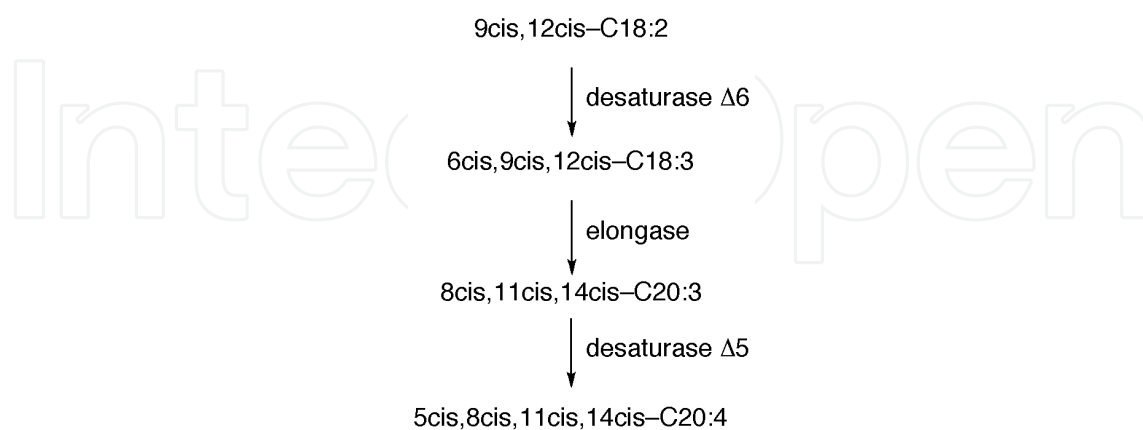 9cis,12cis–C18:2
desaturase Δ6
6cis,9cis,12cis–C18:3
elongase
8cis,11cis,14cis–C20:3
desaturase Δ5
5cis,8cis,11cis,14cis–C20:4
IntechOpen